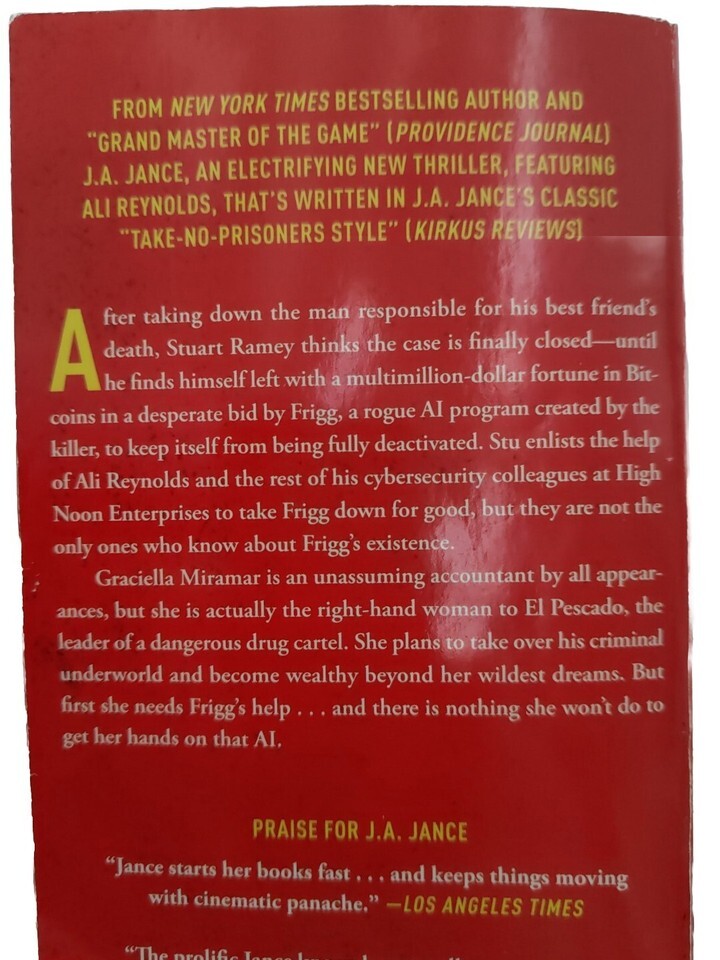 FROM NEW YORK TIMES BESTSELLING AUTHOR AND
"GRAND MASTER OF THE GAME" (PROVIDENCE JOURNAL)
J.A. JANCE, AN ELECTRIFYING NEW THRILLER, FEATURING
ALI REYNOLDS, THAT'S WRITTEN IN J.A. JANCE'S CLASSIC
"TAKE-NO-PRISONERS STYLE" (KIRKUS REVIEWS)
After taking down the man responsible for his best friend's
death, Stuart Ramey thinks the case is finally closed—until
he finds himself left with a multimillion-dollar fortune in Bit-
coins in a desperate bid by Frigg, a rogue AI program created by the
killer, to keep itself from being fully deactivated. Stu enlists the help
of Ali Reynolds and the rest of his cybersecurity colleagues at High
Noon Enterprises to take Frigg down for good, but they are not the
only ones who know about Frigg's existence.
Graciella Miramar is an unassuming accountant by all appear-
ances, but she is actually the right-hand woman to El Pescado, the
leader of a dangerous drug cartel. She plans to take over his criminal
underworld and become wealthy beyond her wildest dreams. But
first she needs Frigg's help . . . and there is nothing she won't do to
get her hands on that AI.
PRAISE FOR J.A. JANCE
"Jance starts her books fast . . . and keeps things moving
with cinematic panache." —LOS ANGELES TIMES
"The prolific Jance